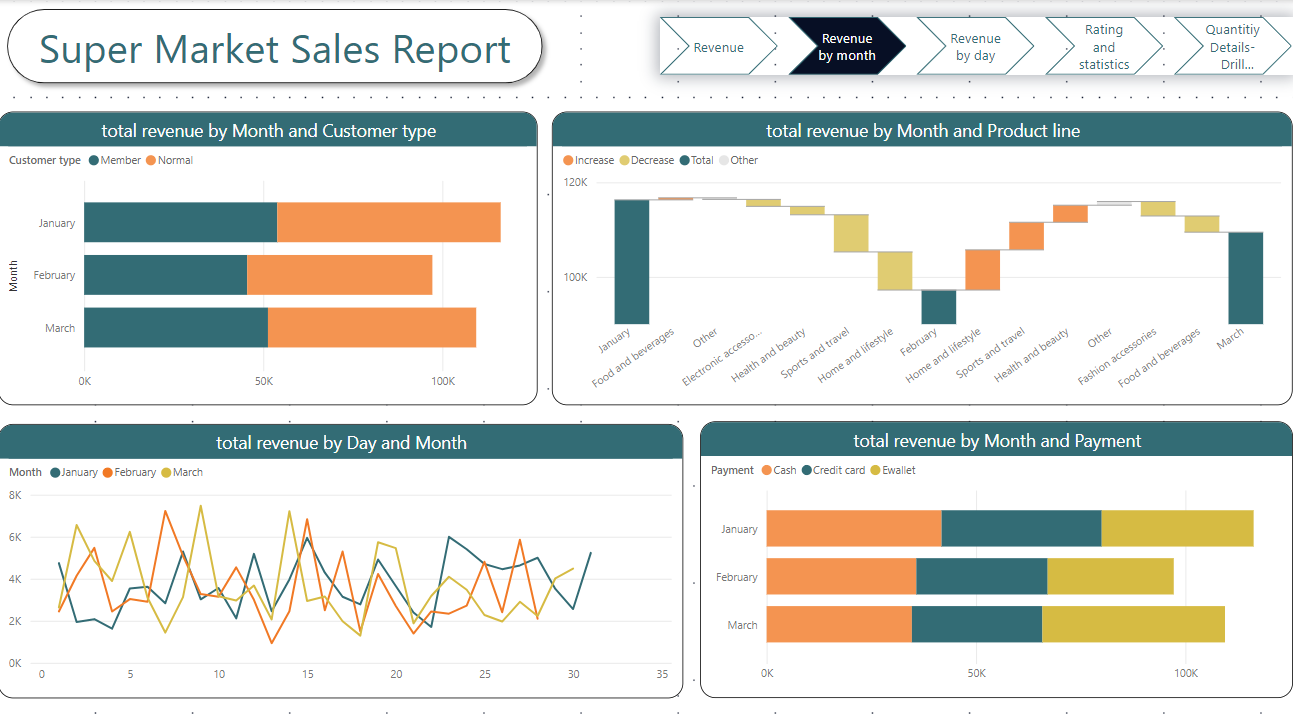 Super Market Sales Report
Revenue
Revenue
by month
Revenue
by day
Rating
and
statistics
Quantitiy
Details-
Drill...
total revenue by Month and Customer type
Customer type Member Normal
Month
January
February
March
0K 50K 100K
total revenue by Month and Product line
Increase Decrease Total Other
120K
100K
January
Food and beverages
Other
Electronic accesso...
Health and beauty
Sports and travel
Home and lifestyle
February
Home and lifestyle
Sports and travel
Health and beauty
Other
Fashion accessories
Food and beverages
March
total revenue by Day and Month
Month January February March
8K
6K
4K
2K
0K
0 5 10 15 20 25 30 35
total revenue by Month and Payment
Payment Cash Credit card Ewallet
January
February
March
0K 50K 100K